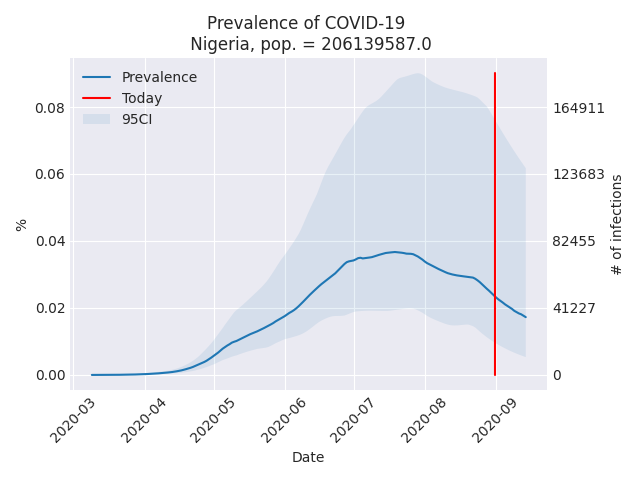 Prevalence of COVID-19
Nigeria, pop. = 206139587.0
Prevalence
Today
95CI
0.08
0.06
0.04
0.02
0.00
%
164911
123683
82455
41227
0
# of infections
2020-03
2020-04
2020-05
2020-06
2020-07
2020-08
2020-09
Date